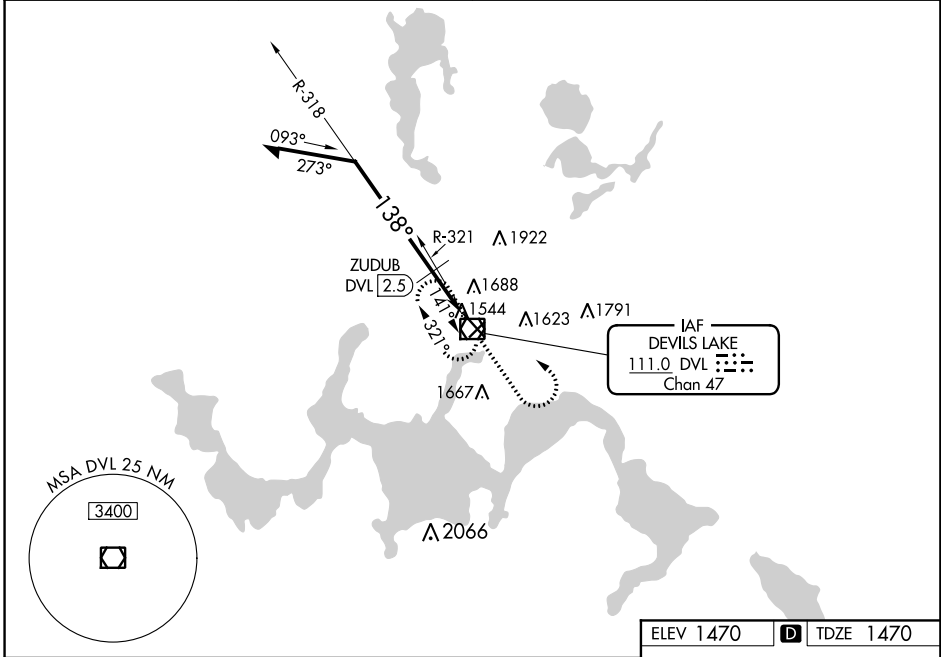 R-318
093°
273°
138°
R-321
1922
ZUDUB
DVL 2.5
1688
141°
1544
321°
1623
1791
IAF
DEVILS LAKE
111.0 DVL
Chan 47
1667
MSA DVL 25 NM
3400
2066
ELEV 1470 D TDZE 1470